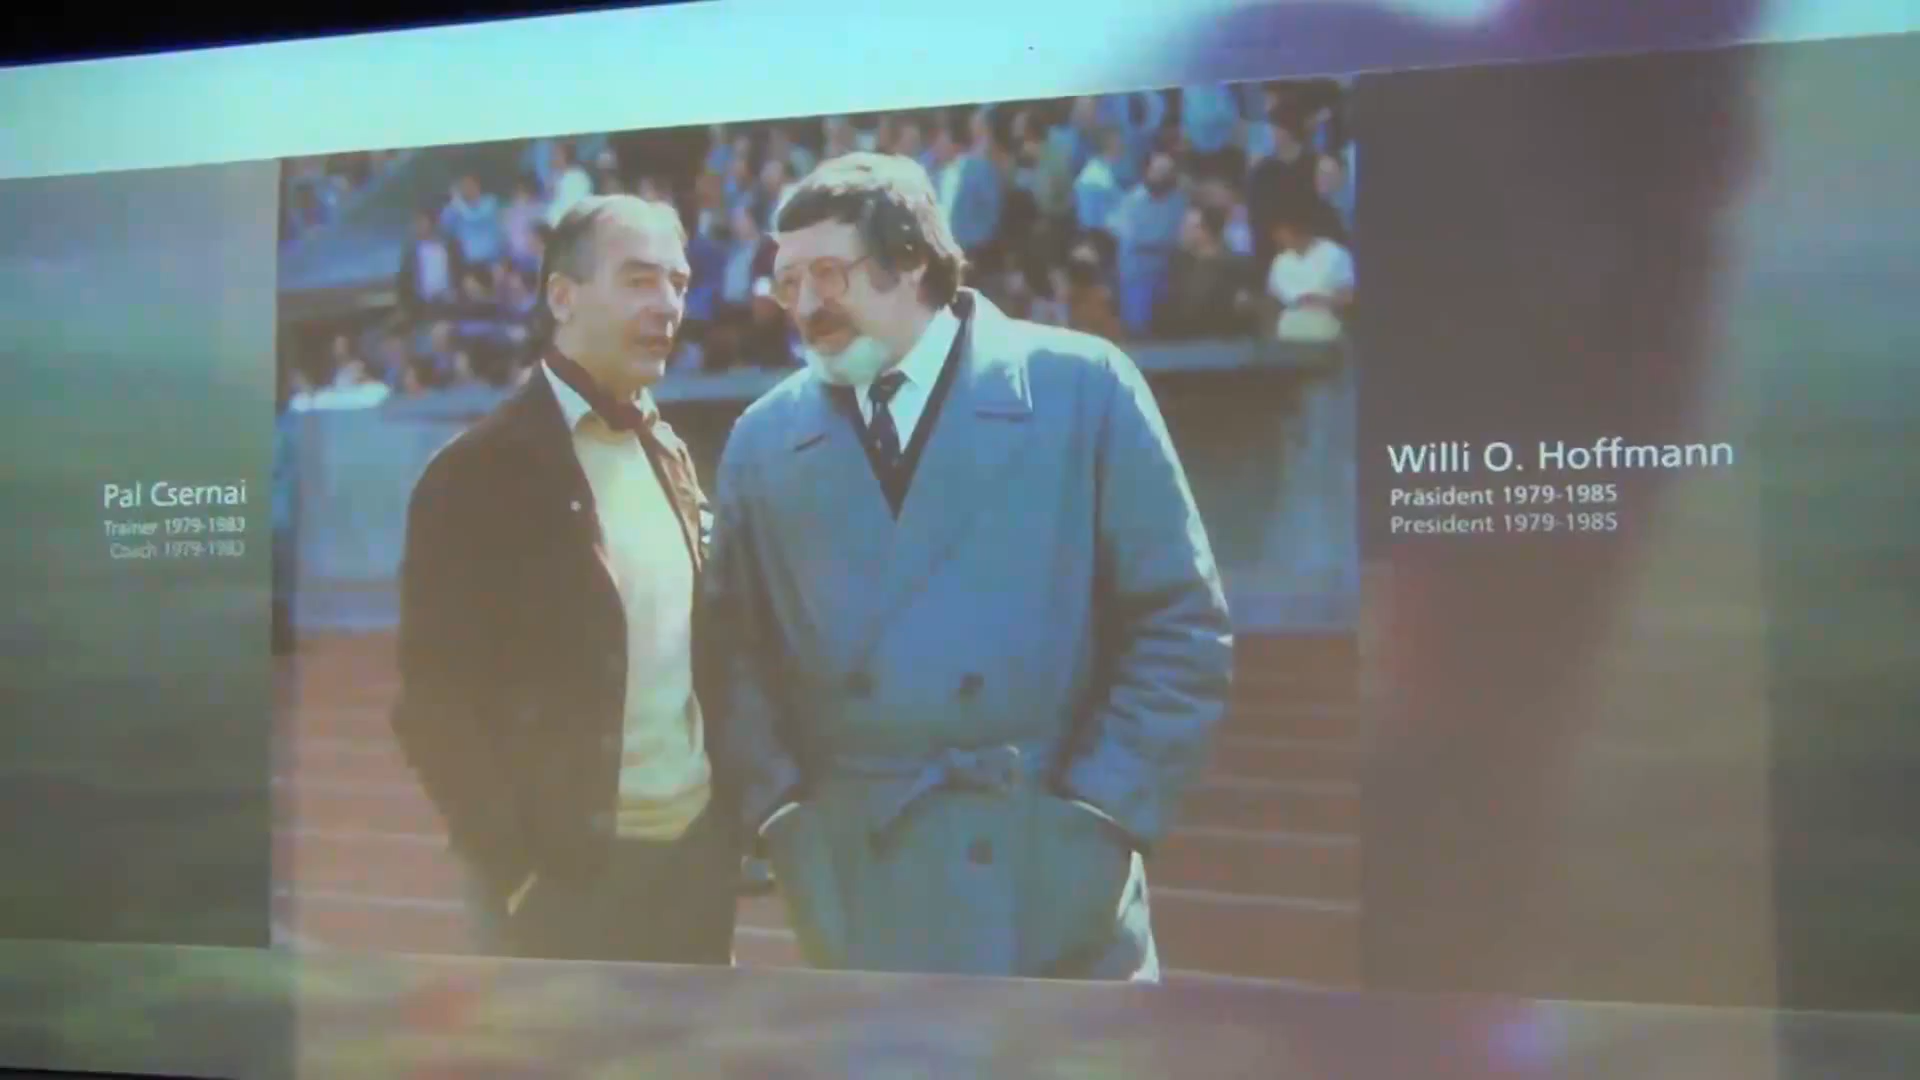 Pal Csernai
Trainer 1979-1983
Coach 1979-1983
Willi O. Hoffmann
Präsident 1979-1985
President 1979-1985